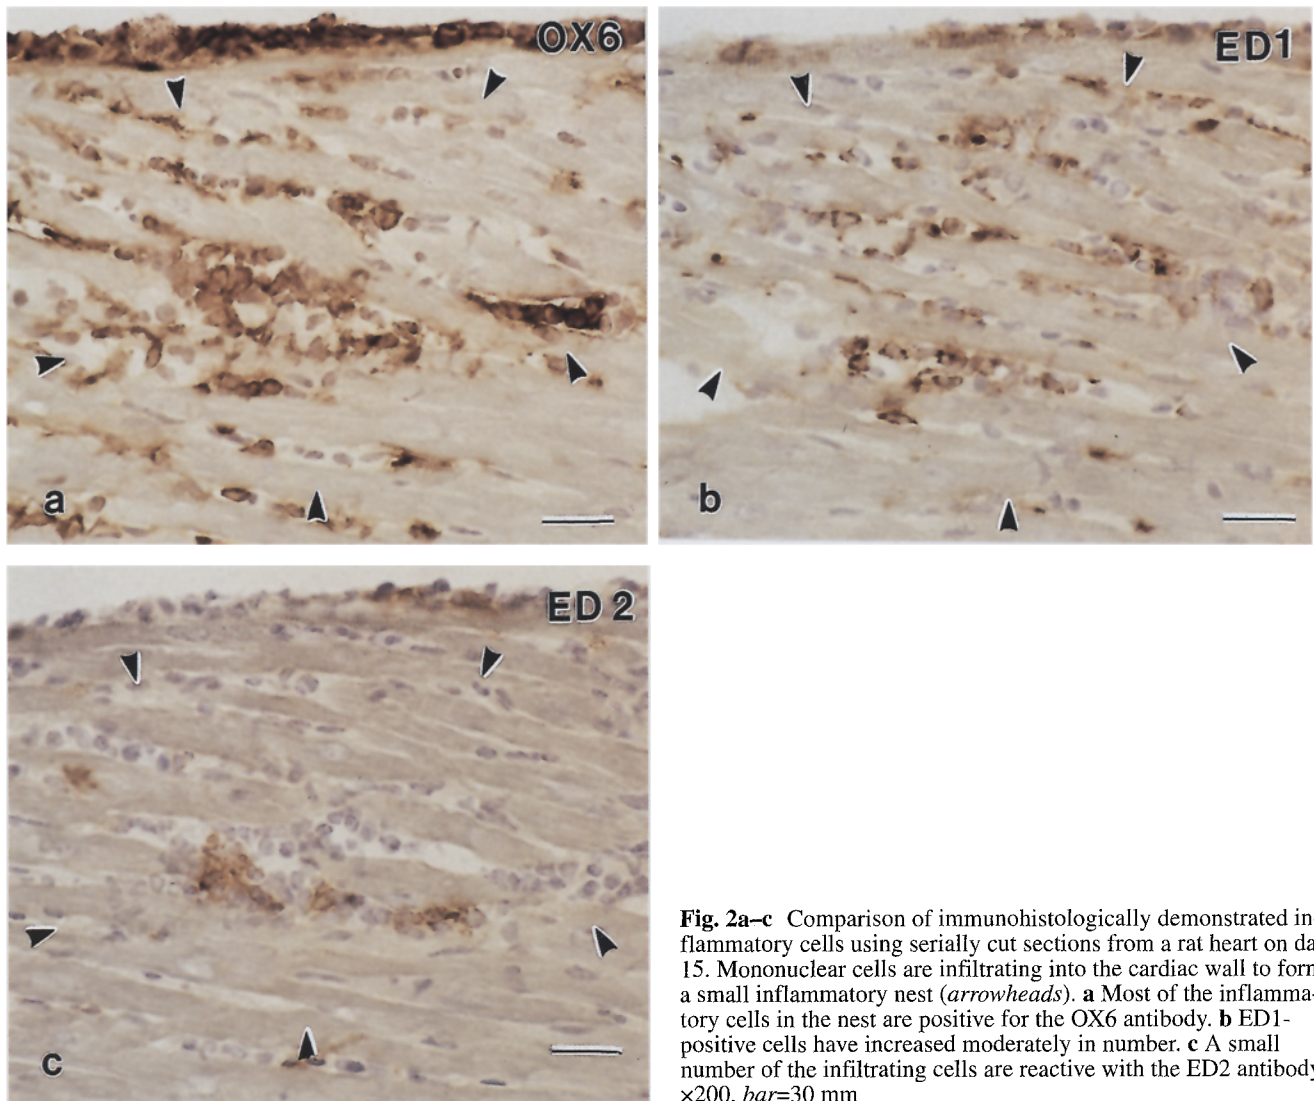 OX6
ED1
a
b
ED2
c
Fig. 2a–c Comparison of immunohistologically demonstrated in-
flammatory cells using serially cut sections from a rat heart on da
15. Mononuclear cells are infiltrating into the cardiac wall to form
a small inflammatory nest (arrowheads). a Most of the inflamma-
tory cells in the nest are positive for the OX6 antibody. b ED1-
positive cells have increased moderately in number. c A small
number of the infiltrating cells are reactive with the ED2 antibody
×200, bar=30 mm